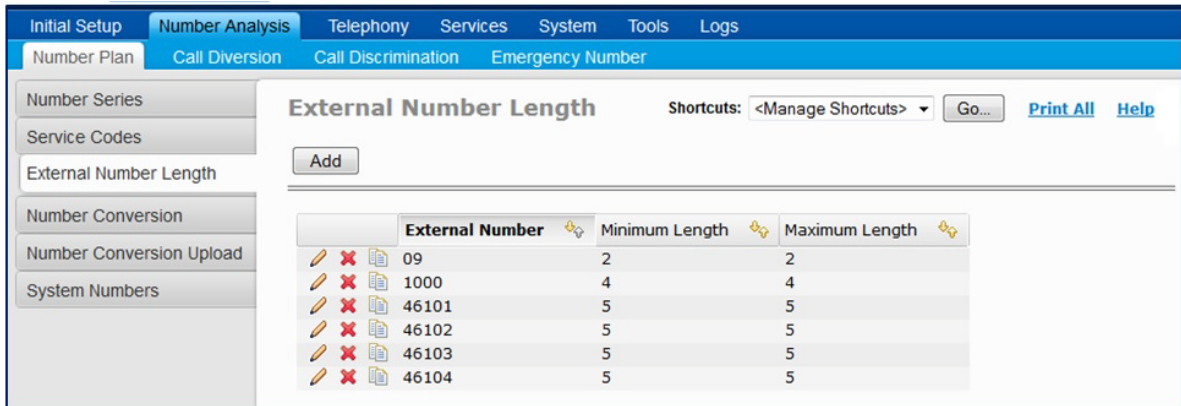 Initial Setup Number Analysis Telephony Services System Tools Logs
Number Plan Call Diversion Call Discrimination Emergency Number
Number Series
Service Codes
External Number Length
Number Conversion
Number Conversion Upload
System Numbers
External Number Length Shortcuts: <Manage Shortcuts> Go... Print All Help
Add
External Number Minimum Length Maximum Length
09 2 2
1000 4 4
46101 5 5
46102 5 5
46103 5 5
46104 5 5